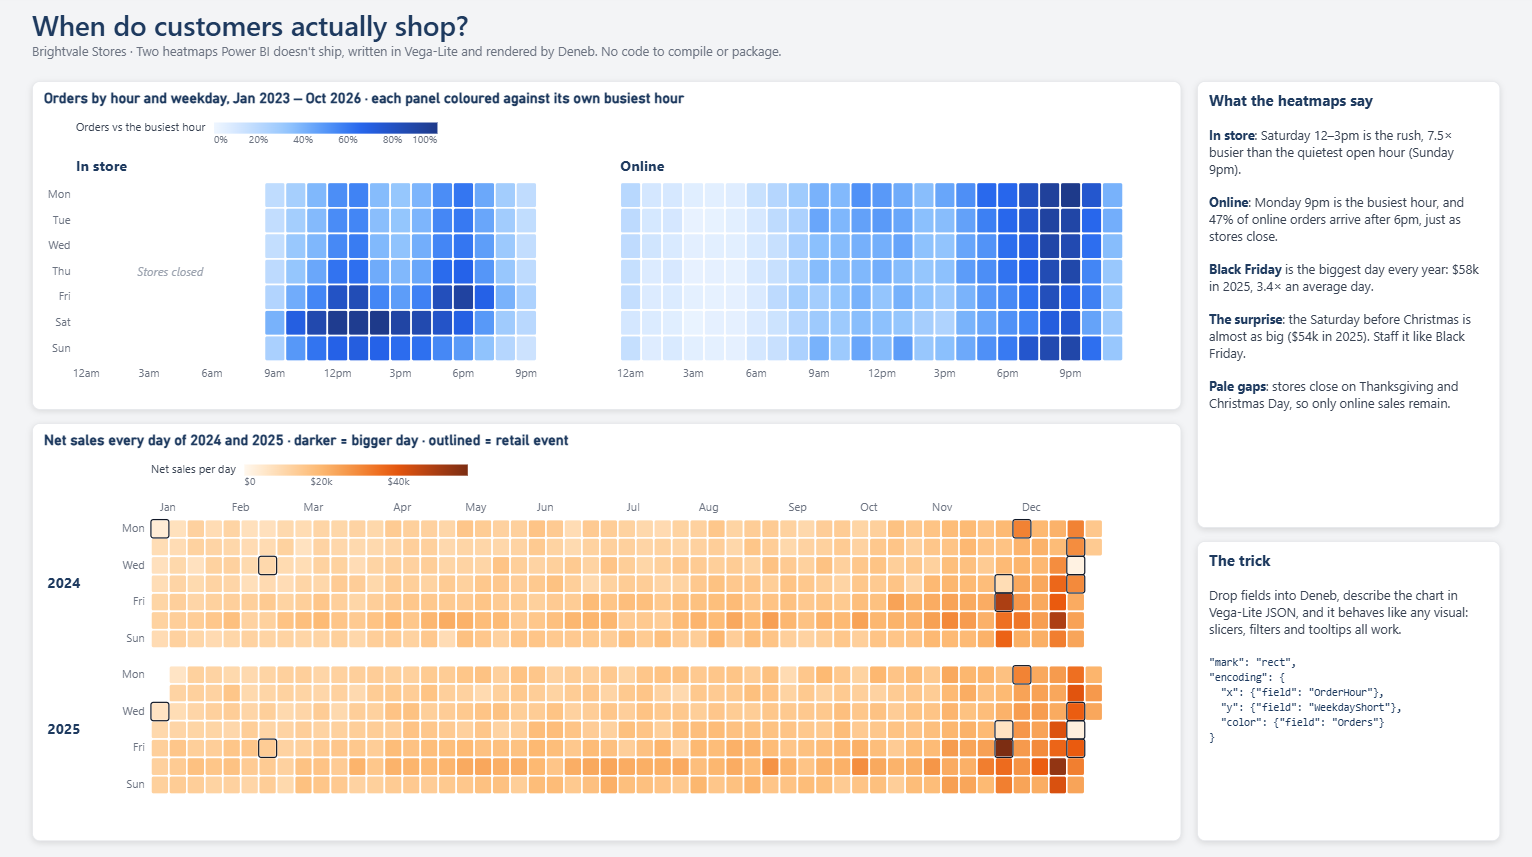 When do customers actually shop?
Brightvale Stores · Two heatmaps Power BI doesn't ship, written in Vega-Lite and rendered by Deneb. No code to compile or package.
Orders by hour and weekday, Jan 2023 – Oct 2026 · each panel coloured against its own busiest hour
Orders vs the busiest hour
0% 20% 40% 60% 80% 100%
In store
Online
Mon
Tue
Wed
Thu
Fri
Sat
Sun
Stores closed
12am 3am 6am 9am 12pm 3pm 6pm 9pm
12am 3am 6am 9am 12pm 3pm 6pm 9pm
Net sales every day of 2024 and 2025 · darker = bigger day · outlined = retail event
Net sales per day
$0 $20k $40k
Jan Feb Mar Apr May Jun Jul Aug Sep Oct Nov Dec
2024
Mon
Wed
Fri
Sun
2025
Mon
Wed
Fri
Sun
What the heatmaps say
In store: Saturday 12–3pm is the rush, 7.5×
busier than the quietest open hour (Sunday
9pm).
Online: Monday 9pm is the busiest hour, and
47% of online orders arrive after 6pm, just as
stores close.
Black Friday is the biggest day every year: $58k
in 2025, 3.4× an average day.
The surprise: the Saturday before Christmas is
almost as big ($54k in 2025). Staff it like Black
Friday.
Pale gaps: stores close on Thanksgiving and
Christmas Day, so only online sales remain.
The trick
Drop fields into Deneb, describe the chart in
Vega-Lite JSON, and it behaves like any visual:
slicers, filters and tooltips all work.
"mark": "rect",
"encoding": {
"x": {"field": "OrderHour"},
"y": {"field": "WeekdayShort"},
"color": {"field": "Orders"}
}